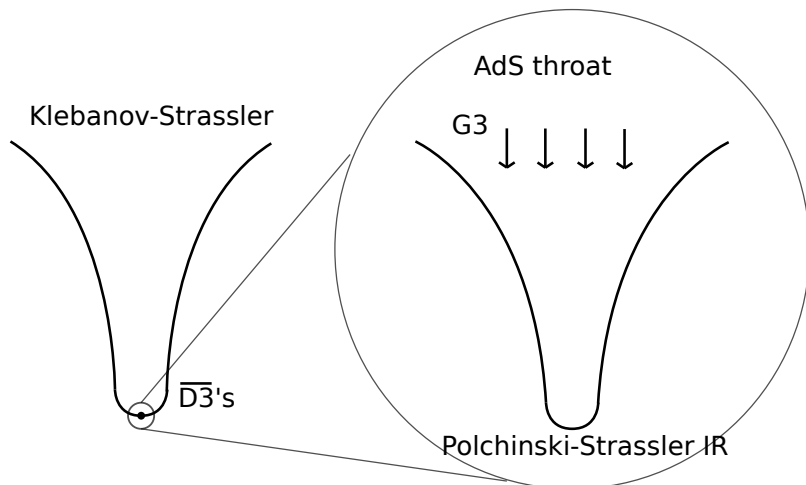 AdS throat
Klebanov-Strassler
G3
D3's
Polchinski-Strassler IR